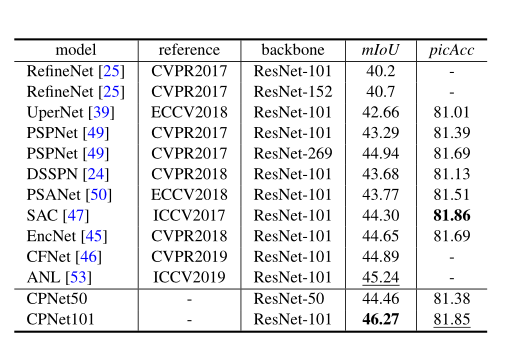 model reference backbone mIoU picAcc
RefineNet [25] CVPR2017 ResNet-101 40.2 -
RefineNet [25] CVPR2017 ResNet-152 40.7 -
UperNet [39] ECCV2018 ResNet-101 42.66 81.01
PSPNet [49] CVPR2017 ResNet-101 43.29 81.39
PSPNet [49] CVPR2017 ResNet-269 44.94 81.69
DSSPN [24] CVPR2018 ResNet-101 43.68 81.13
PSANet [50] ECCV2018 ResNet-101 43.77 81.51
SAC [47] ICCV2017 ResNet-101 44.30 81.86
EncNet [45] CVPR2018 ResNet-101 44.65 81.69
CFNet [46] CVPR2019 ResNet-101 44.89 -
ANL [53] ICCV2019 ResNet-101 45.24 -
CPNet50 - ResNet-50 44.46 81.38
CPNet101 - ResNet-101 46.27 81.85